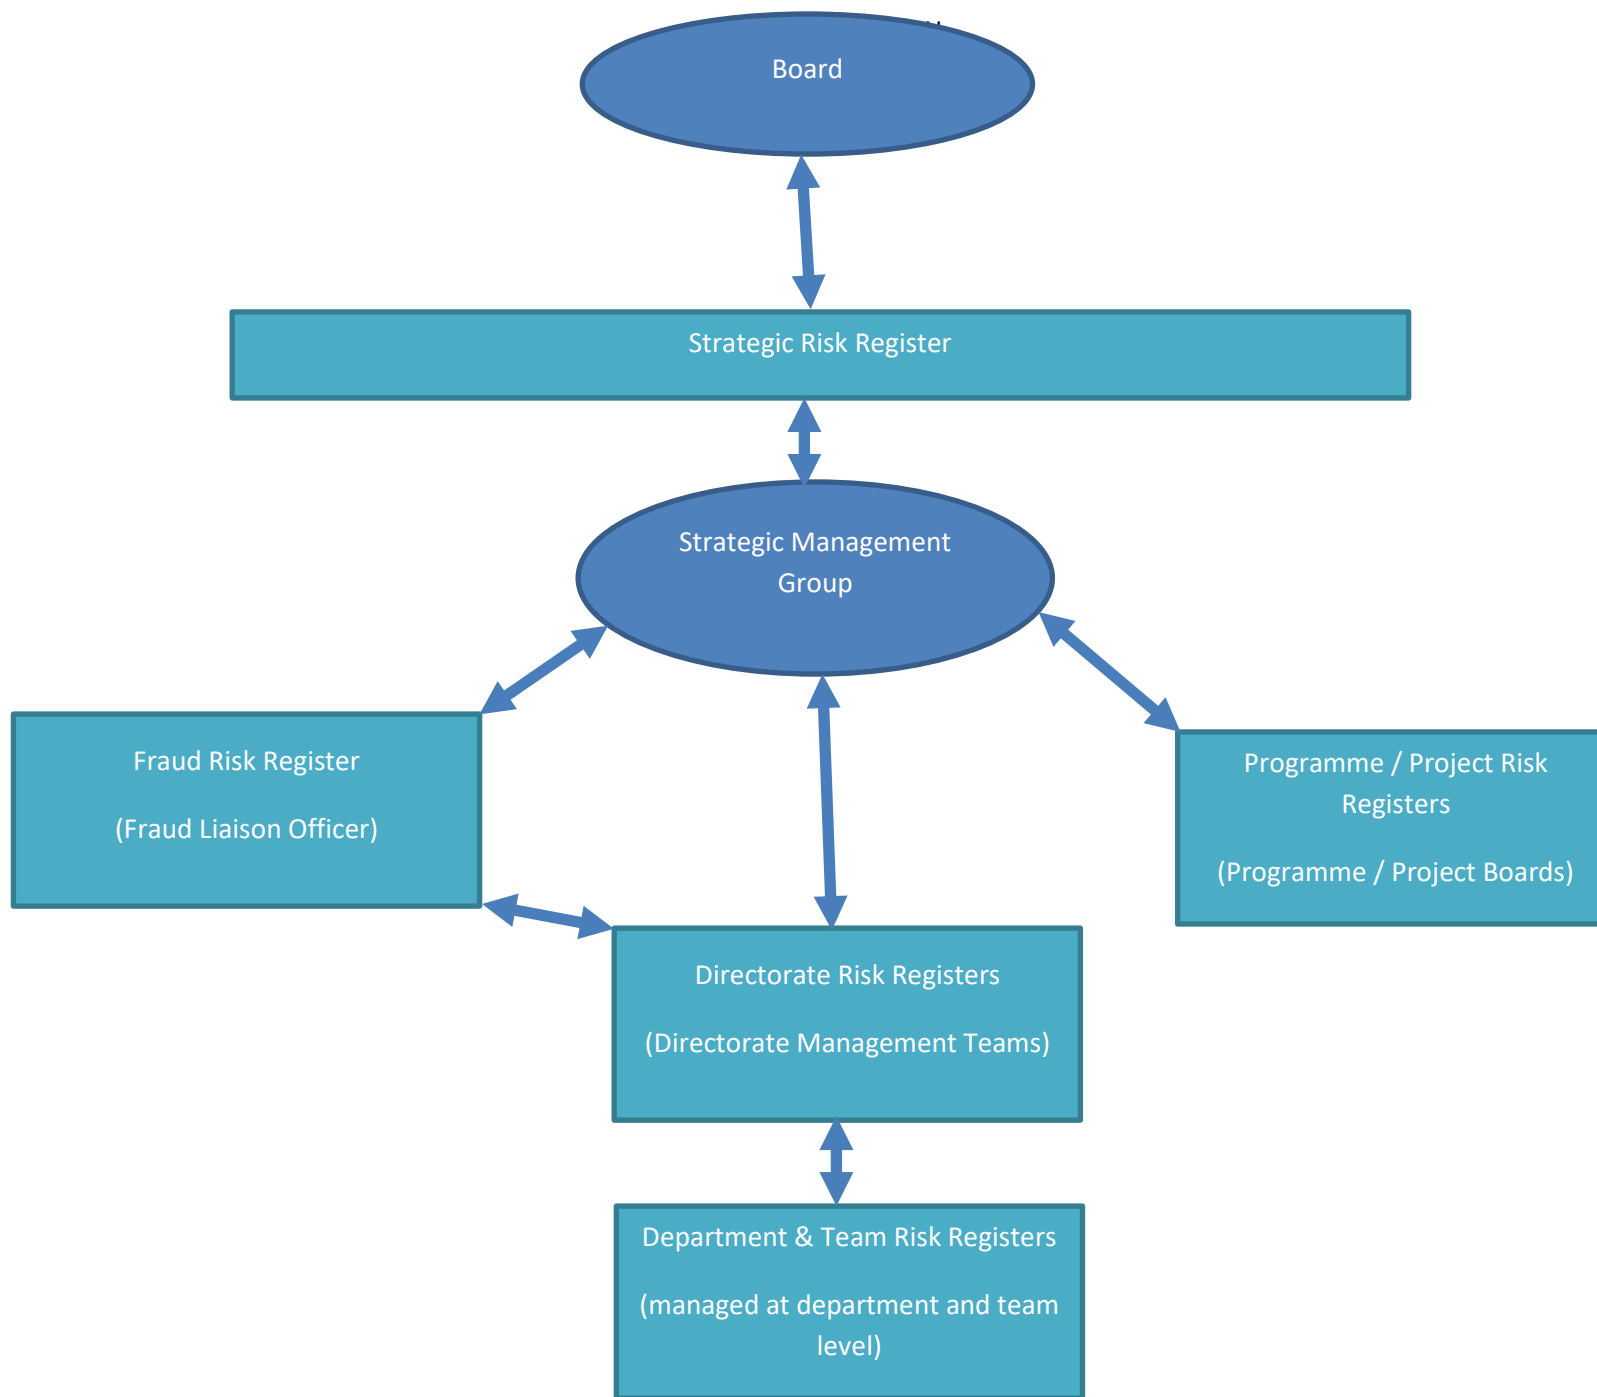 Board
Strategic Risk Register
Strategic Management
Group
Fraud Risk Register
(Fraud Liaison Officer)
Programme / Project Risk
Registers
(Programme / Project Boards)
Directorate Risk Registers
(Directorate Management Teams)
Department & Team Risk Registers
(managed at department and team
level)